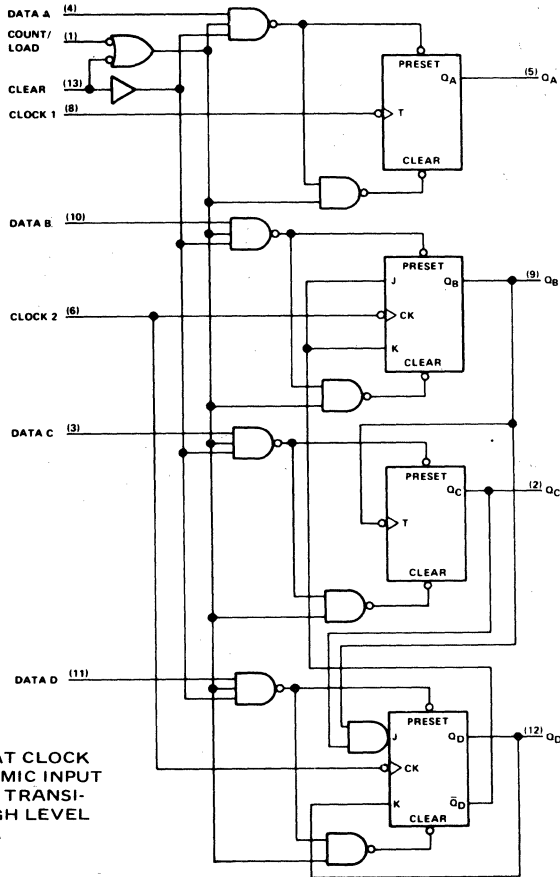 DATA A (4)
COUNT/ (1)
LOAD
CLEAR (13)
CLOCK 1 (8)
PRESET
QA (5) QA
T
CLEAR
DATA B (10)
PRESET
J QB (9) QB
CLOCK 2 (6)
CK
K
CLEAR
DATA C (3)
PRESET
QC (2) QC
T
CLEAR
DATA D (11)
PRESET
J QD (12) QD
CK
K Q̄D
CLEAR
AT CLOCK
MIC INPUT
TRANSI-
GH LEVEL